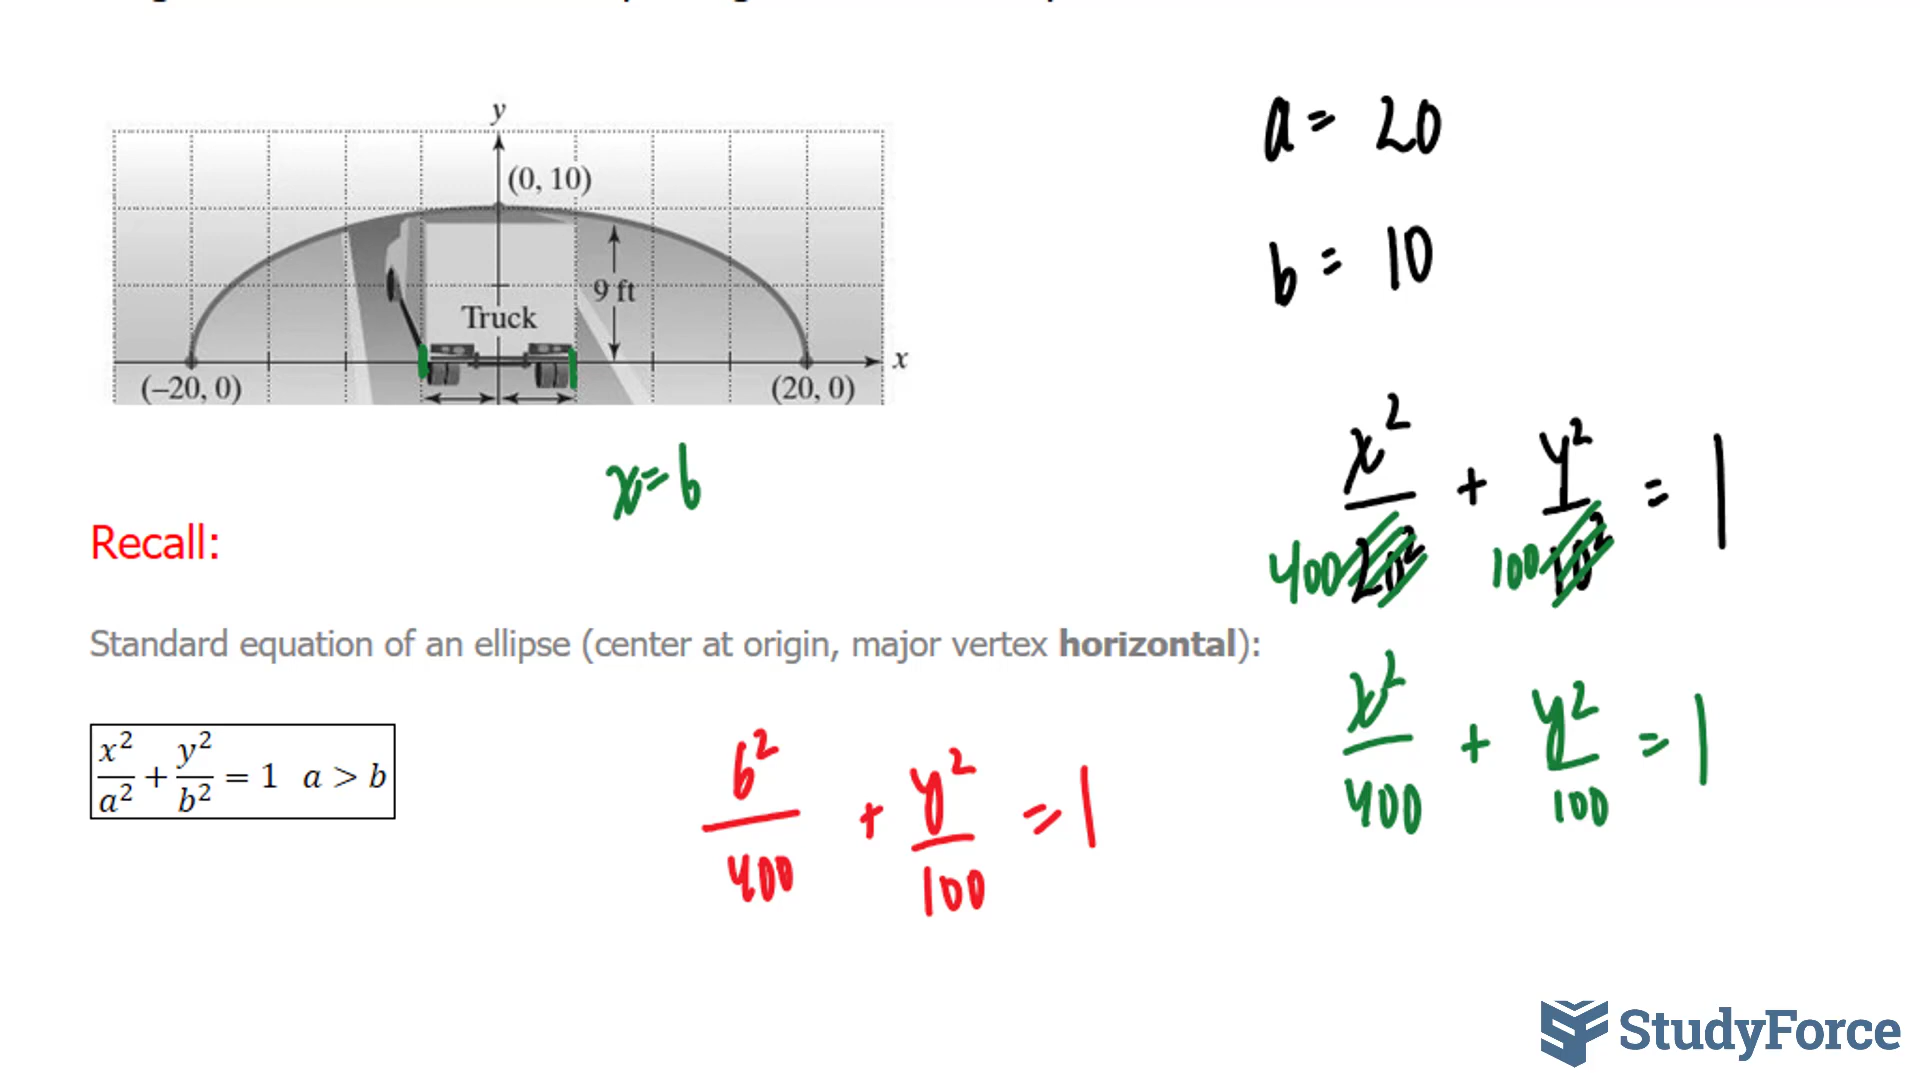 y
(0, 10)
9 ft
Truck
x
(–20, 0)
(20, 0)
a = 20
b = 10
x² / 20² + y² / 10² = 1
400 100
x = 6
Recall:
Standard equation of an ellipse (center at origin, major vertex horizontal):
x² / 400 + y² / 100 = 1
x² / a² + y² / b² = 1 a > b
6² / 400 + y² / 100 = 1
StudyForce